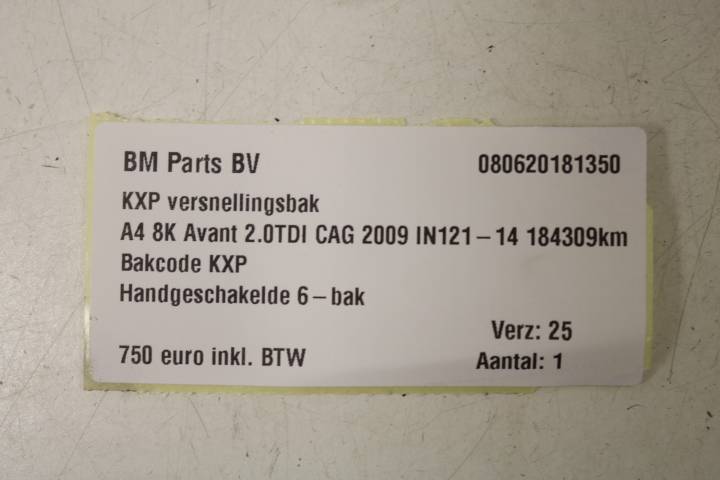 BM Parts BV 080620181350
KXP versnellingsbak
A4 8K Avant 2.0TDI CAG 2009 IN121-14 184309km
Bakcode KXP
Handgeschakelde 6-bak
Verz: 25
750 euro inkl. BTW Aantal: 1